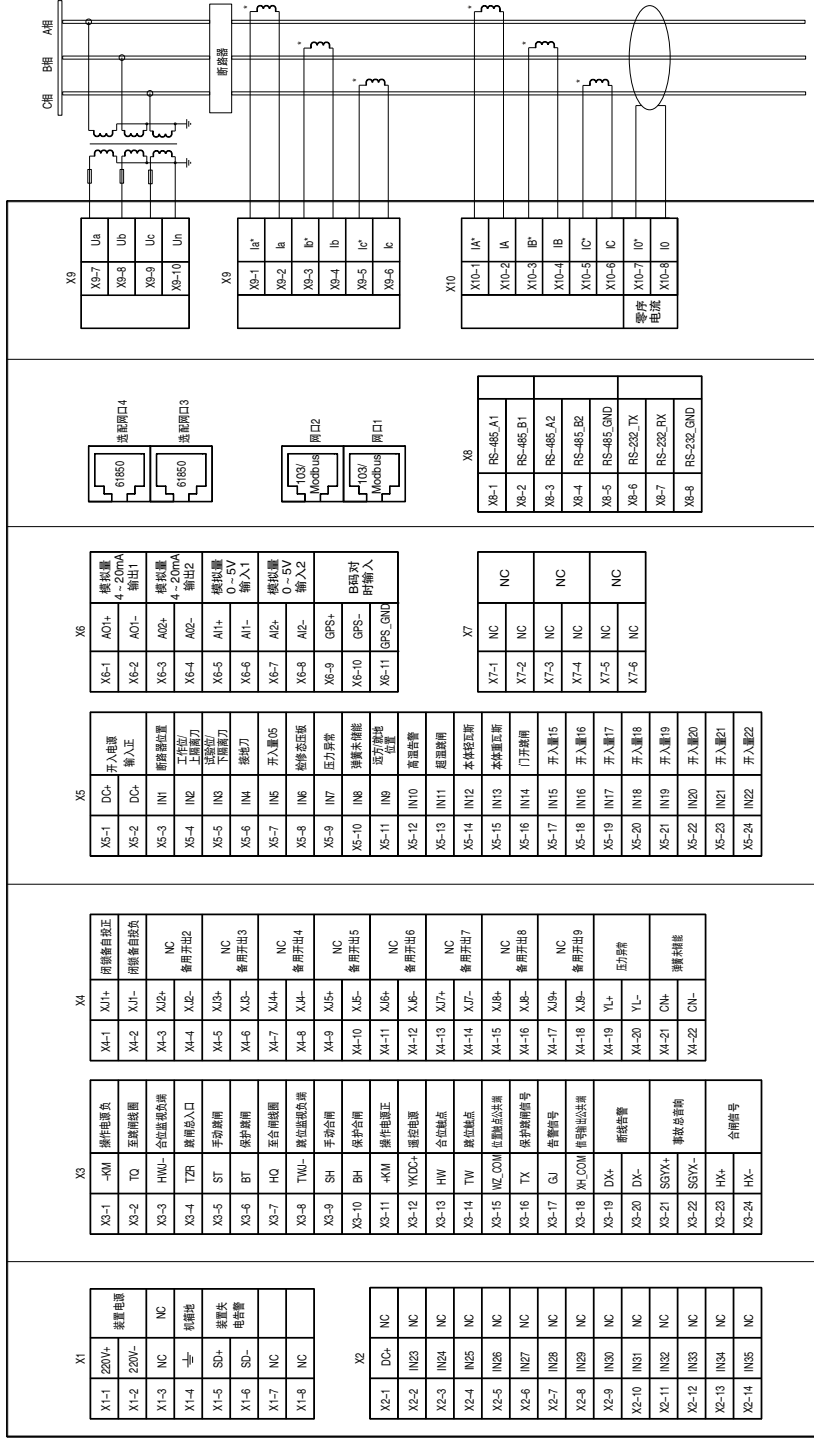 X1
X1-1 220V+ 装置电源
X1-2 220V-
X1-3 NC NC
X1-4 机箱地
X1-5 SD+ 装置失
X1-6 SD- 电告警
X1-7 NC
X1-8 NC
X2
X2-1 DC+ NC
X2-2 IN23 NC
X2-3 IN24 NC
X2-4 IN25 NC
X2-5 IN26 NC
X2-6 IN27 NC
X2-7 IN28 NC
X2-8 IN29 NC
X2-9 IN30 NC
X2-10 IN31 NC
X2-11 IN32 NC
X2-12 IN33 NC
X2-13 IN34 NC
X2-14 IN35 NC
X3
X3-1 -KM 操作电源负
X3-2 TQ 至跳闸线圈
X3-3 HWJ- 合位监视负端
X3-4 TZR 跳闸总入口
X3-5 ST 手动跳闸
X3-6 BT 保护跳闸
X3-7 HQ 至合闸线圈
X3-8 TWJ- 跳位监视负端
X3-9 SH 手动合闸
X3-10 BH 保护合闸
X3-11 +KM 操作电源正
X3-12 YKDC+ 遥控电源
X3-13 HW 合位触点
X3-14 TW 跳位触点
X3-15 WZ_COM 位置触点公共端
X3-16 TX 保护跳闸信号
X3-17 GJ 告警信号
X3-18 XH_COM 信号输出公共端
X3-19 DX+ 断线告警
X3-20 DX-
X3-21 SGYX+ 事故总音响
X3-22 SGYX-
X3-23 HX+ 合闸信号
X3-24 HX-
X4
X4-1 XJ1+ 闭锁备自投正
X4-2 XJ1- 闭锁备自投负
X4-3 XJ2+ NC
X4-4 XJ2- 备用开出2
X4-5 XJ3+ NC
X4-6 XJ3- 备用开出3
X4-7 XJ4+ NC
X4-8 XJ4- 备用开出4
X4-9 XJ5+ NC
X4-10 XJ5- 备用开出5
X4-11 XJ6+ NC
X4-12 XJ6- 备用开出6
X4-13 XJ7+ NC
X4-14 XJ7- 备用开出7
X4-15 XJ8+ NC
X4-16 XJ8- 备用开出8
X4-17 XJ9+ NC
X4-18 XJ9- 备用开出9
X4-19 YL+ 压力异常
X4-20 YL-
X4-21 CN+ 弹簧未储能
X4-22 CN-
X5
X5-1 DC+ 开入电源
X5-2 DC+ 输入正
X5-3 IN1 断路器位置
X5-4 IN2 工作位/上隔离刀
X5-5 IN3 试验位/下隔离刀
X5-6 IN4 接地刀
X5-7 IN5 开入量05
X5-8 IN6 检修态压板
X5-9 IN7 压力异常
X5-10 IN8 弹簧未储能
X5-11 IN9 远方/就地位置
X5-12 IN10 高温告警
X5-13 IN11 超温跳闸
X5-14 IN12 本体轻瓦斯
X5-15 IN13 本体重瓦斯
X5-16 IN14 门开跳闸
X5-17 IN15 开入量15
X5-18 IN16 开入量16
X5-19 IN17 开入量17
X5-20 IN18 开入量18
X5-21 IN19 开入量19
X5-22 IN20 开入量20
X5-23 IN21 开入量21
X5-24 IN22 开入量22
X6
X6-1 AO1+ 模拟量 4~20mA
X6-2 AO1- 输出1
X6-3 AO2+ 模拟量 4~20mA
X6-4 AO2- 输出2
X6-5 AI1+ 模拟量 0~5V
X6-6 AI1- 输入1
X6-7 AI2+ 模拟量 0~5V
X6-8 AI2- 输入2
X6-9 GPS+ B码对
X6-10 GPS- 时输入
X6-11 GPS_GND
X7
X7-1 NC NC
X7-2 NC
X7-3 NC NC
X7-4 NC
X7-5 NC NC
X7-6 NC
61850 选配网口4
61850 选配网口3
103/Modbus 网口2
103/Modbus 网口1
X8
X8-1 RS-485_A1
X8-2 RS-485_B1
X8-3 RS-485_A2
X8-4 RS-485_B2
X8-5 RS-485_GND
X8-6 RS-232_TX
X8-7 RS-232_RX
X8-8 RS-232_GND
X9
X9-7 Ua
X9-8 Ub
X9-9 Uc
X9-10 Un
X9
X9-1 Ia*
X9-2 Ia
X9-3 Ib*
X9-4 Ib
X9-5 Ic*
X9-6 Ic
X10
X10-1 IA*
X10-2 IA
X10-3 IB*
X10-4 IB
X10-5 IC*
X10-6 IC
零序 X10-7 I0*
电流 X10-8 I0
C相 B相 A相
断路器
*
*
*
*
*
*